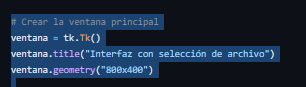 # Crear la ventana principal
ventana = tk.Tk()
ventana.title("Interfaz con selección de archivo")
ventana.geometry("800x400")